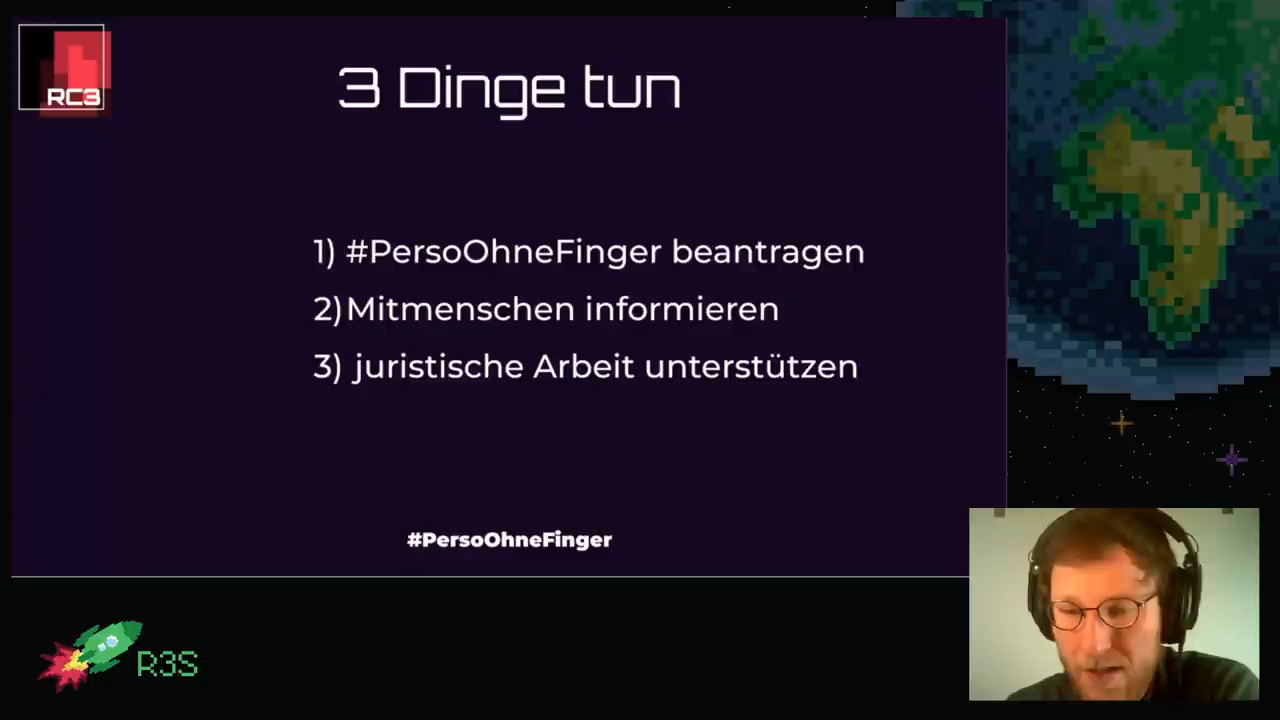 RC3
3 Dinge tun
1) #PersoOhneFinger beantragen
2) Mitmenschen informieren
3) juristische Arbeit unterstützen
#PersoOhneFinger
R3S